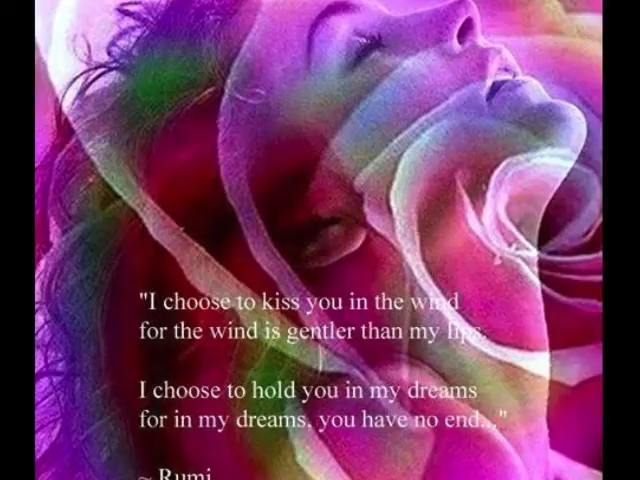 "I choose to kiss you in the wind
for the wind is gentler than my lips.
I choose to hold you in my dreams
for in my dreams, you have no end..."
~ Rumi